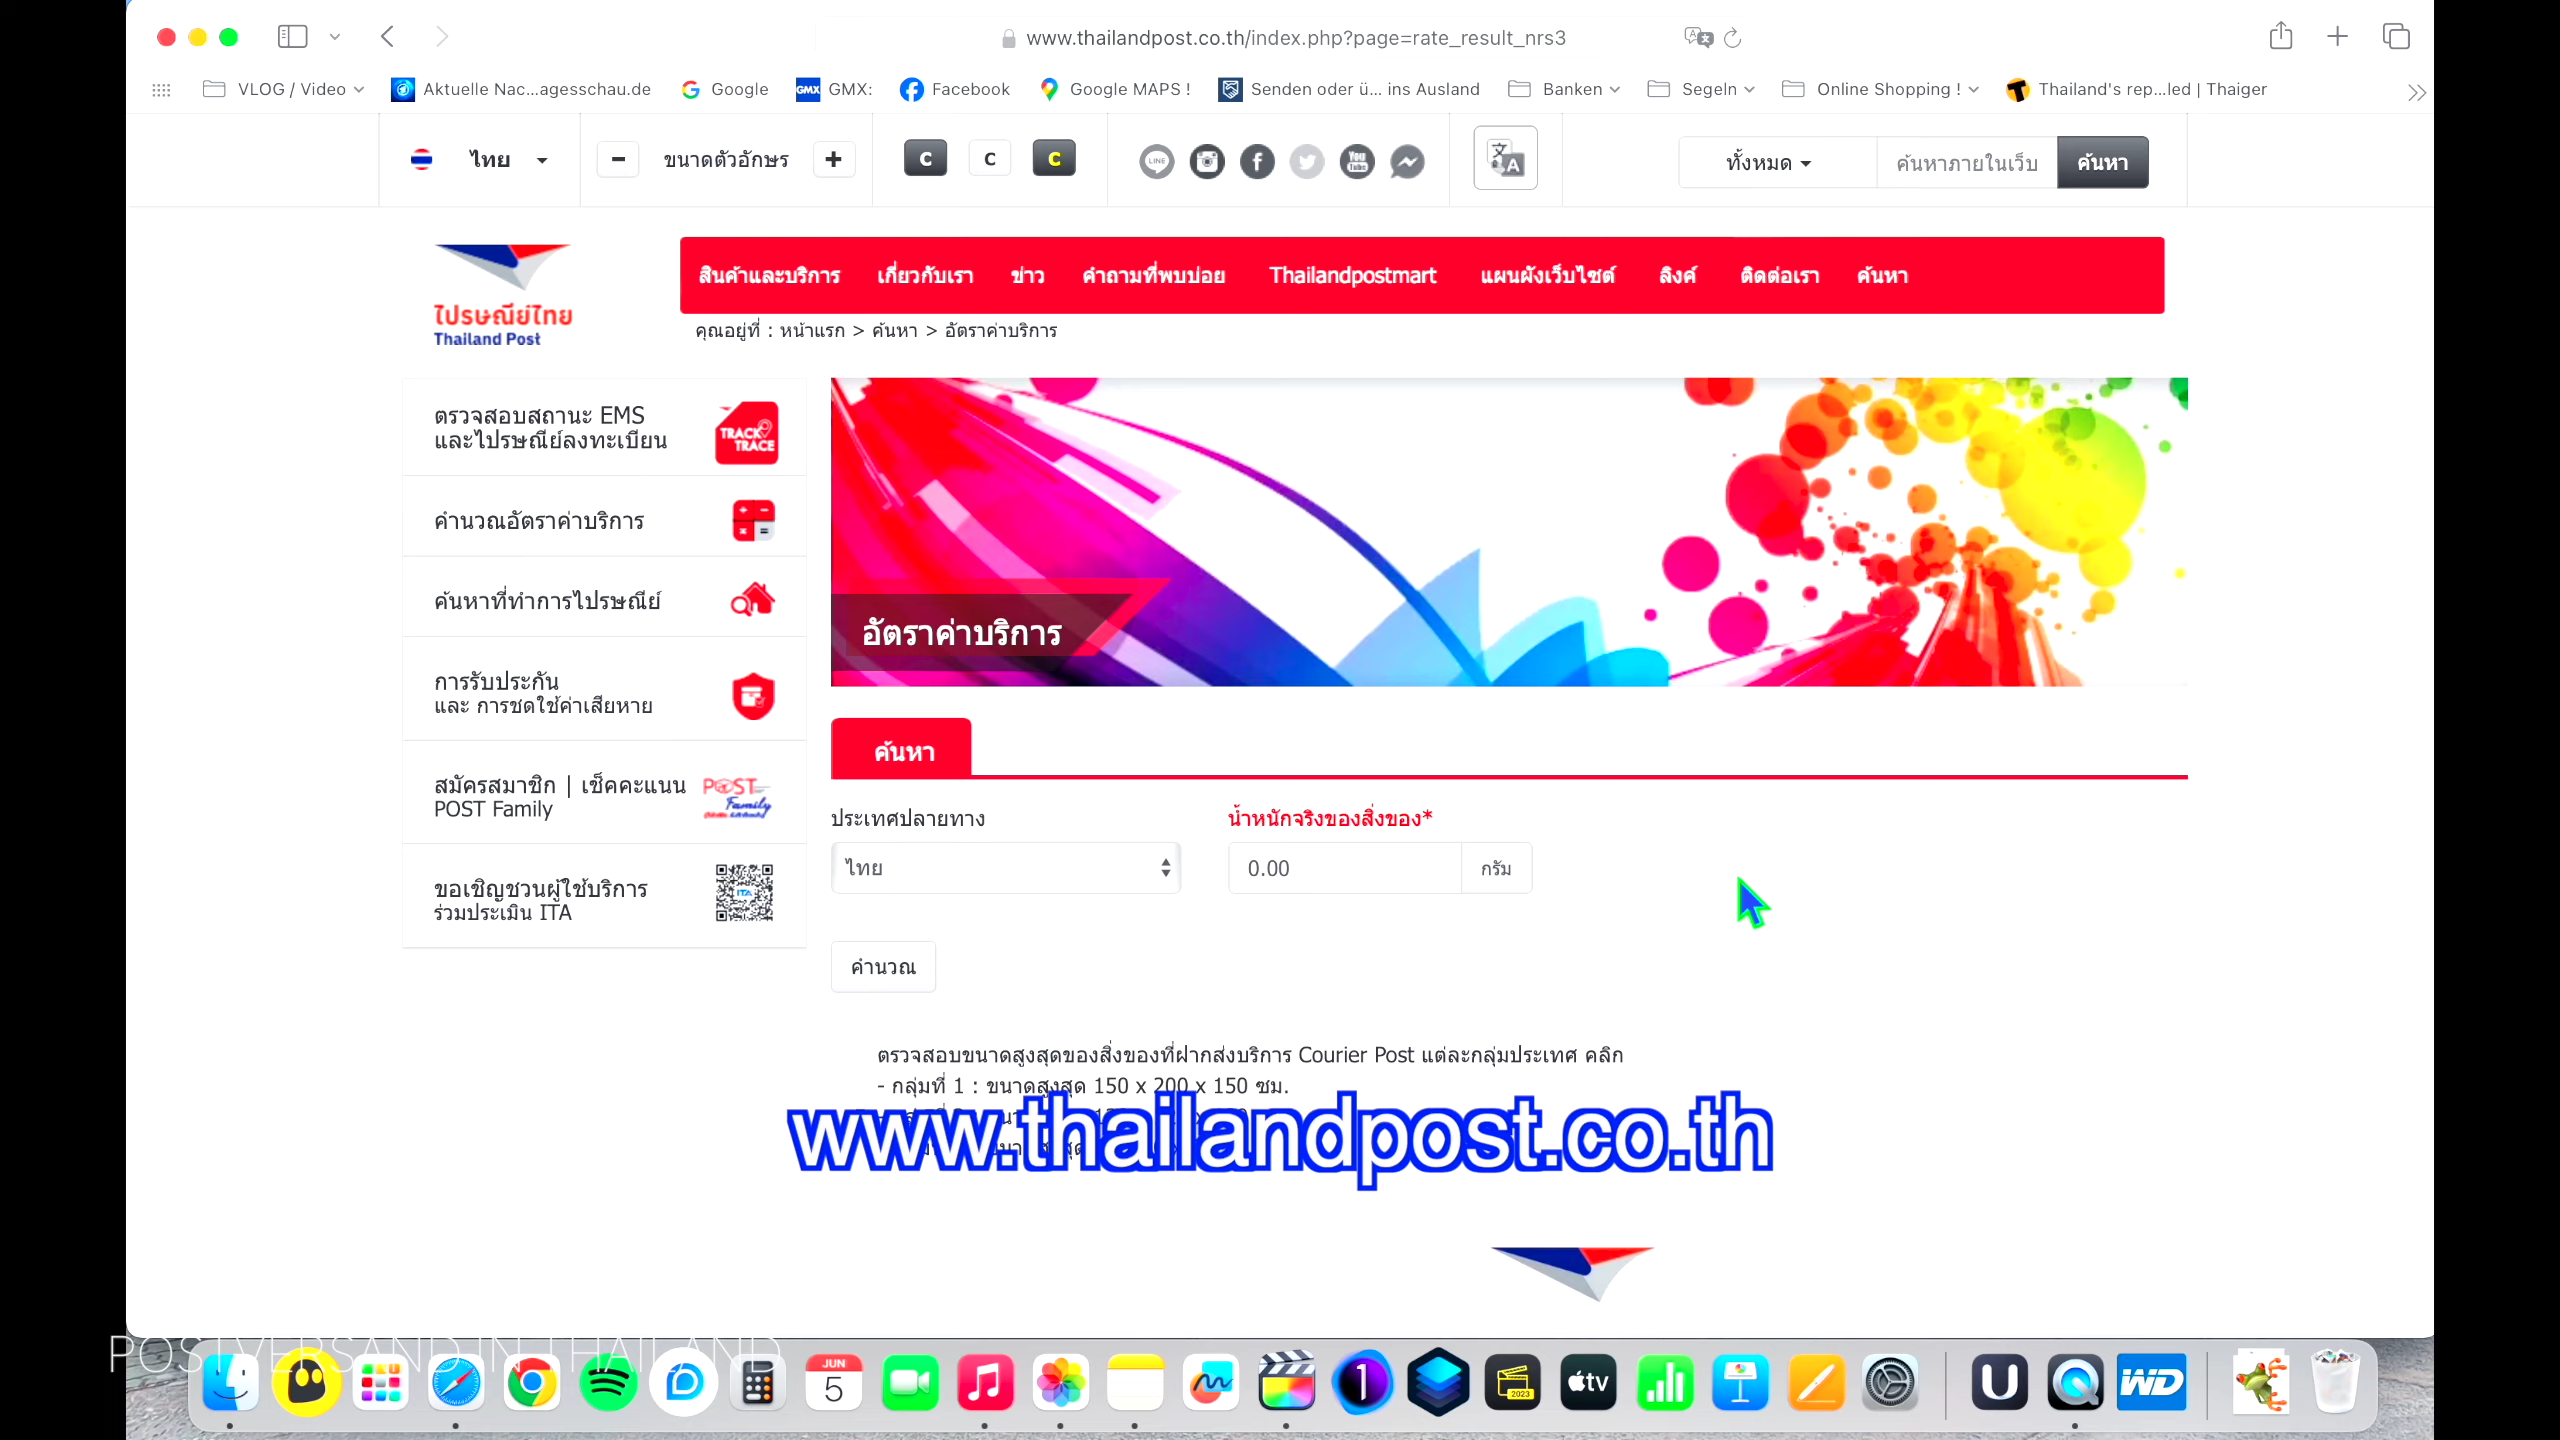 www.thailandpost.co.th/index.php?page=rate_result_nrs3
VLOG / Video
Aktuelle Nac...agesschau.de
Google
GMX:
Facebook
Google MAPS !
Senden oder ü... ins Ausland
Banken
Segeln
Online Shopping !
Thailand's rep...led | Thaiger
ไทย
- ขนาดตัวอักษร +
C C C
LINE
You Tube
ทั้งหมด
ค้นหาภายในเว็บ
ค้นหา
ไปรษณีย์ไทย
Thailand Post
สินค้าและบริการ เกี่ยวกับเรา ข่าว คำถามที่พบบ่อย Thailandpostmart แผนผังเว็บไซต์ ลิงค์ ติดต่อเรา ค้นหา
คุณอยู่ที่ : หน้าแรก > ค้นหา > อัตราค่าบริการ
ตรวจสอบสถานะ EMS
และไปรษณีย์ลงทะเบียน
TRACK
TRACE
คำนวณอัตราค่าบริการ
ค้นหาที่ทำการไปรษณีย์
การรับประกัน
และ การชดใช้ค่าเสียหาย
สมัครสมาชิก | เช็คคะแนน
POST Family
POST
Family
ขอเชิญชวนผู้ใช้บริการ
ร่วมประเมิน ITA
ITA
อัตราค่าบริการ
ค้นหา
ประเทศปลายทาง
น้ำหนักจริงของสิ่งของ*
ไทย
0.00 กรัม
คำนวณ
ตรวจสอบขนาดสูงสุดของสิ่งของที่ฝากส่งบริการ Courier Post แต่ละกลุ่มประเทศ คลิก
- กลุ่มที่ 1 : ขนาดสูงสุด 150 x 200 x 150 ซม.
www.thailandpost.co.th
POSTVERSAND IN THAILAND
JUN
5
1
2023
tv
U
WD